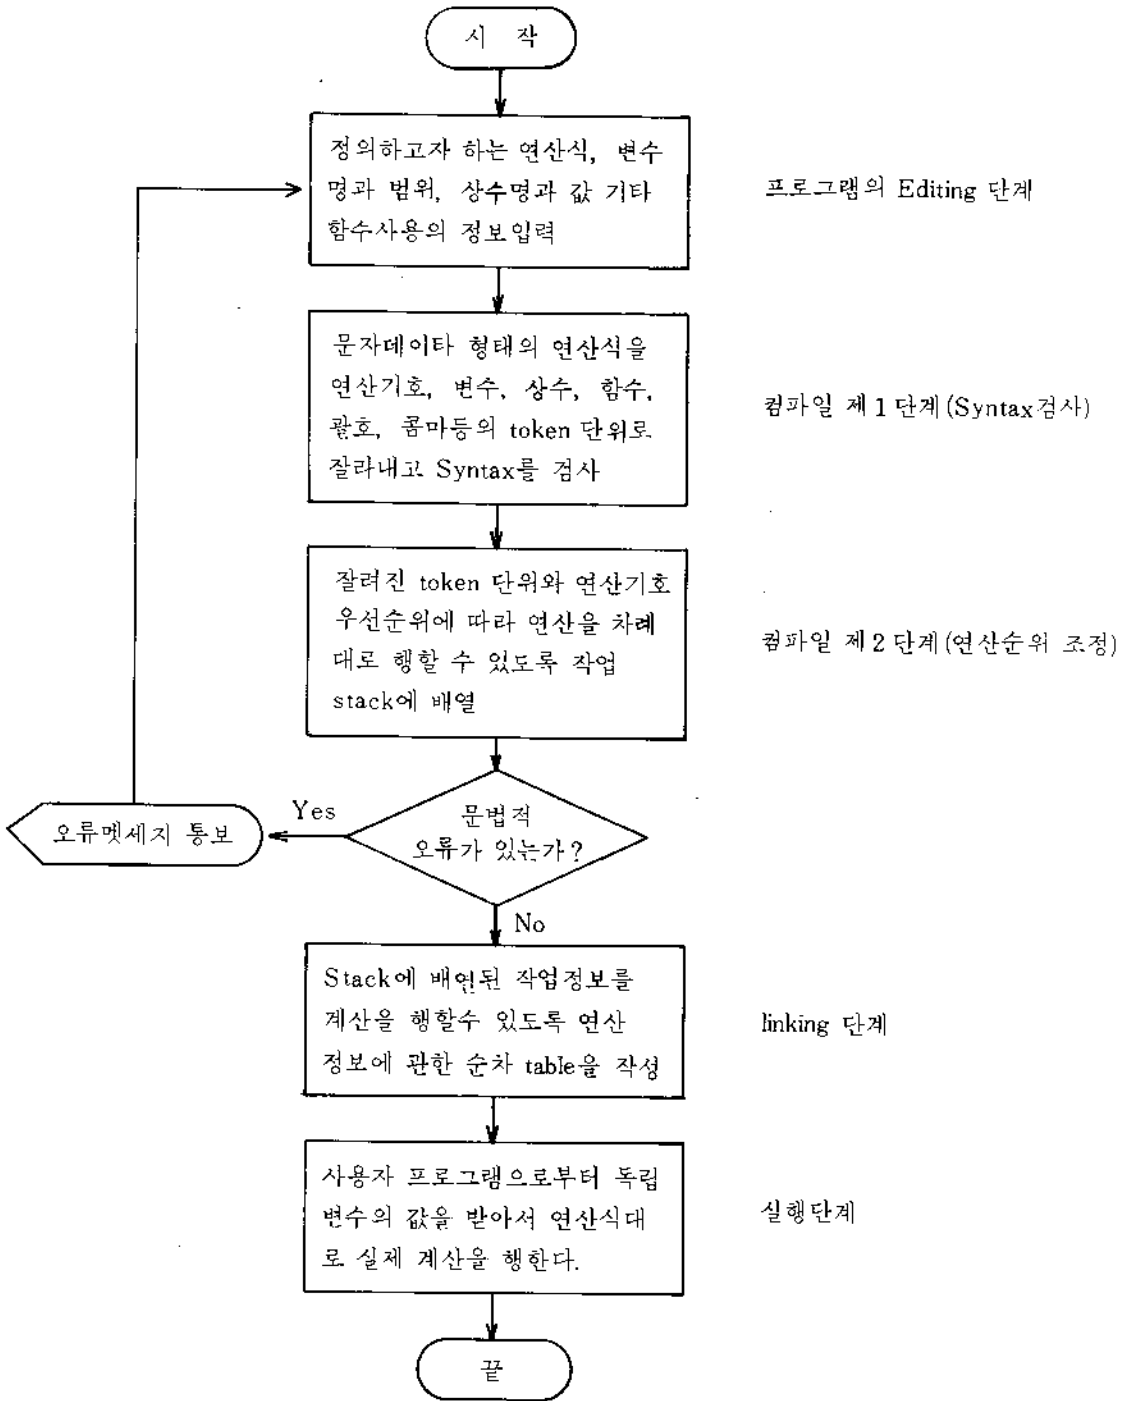 시 작
정의하고자 하는 연산식, 변수
명과 범위, 상수명과 값 기타
함수사용의 정보입력
프로그램의 Editing 단계
문자데이타 형태의 연산식을
연산기호, 변수, 상수, 함수,
괄호, 콤마등의 token 단위로
잘라내고 Syntax를 검사
컴파일 제 1 단계 (Syntax검사)
잘려진 token 단위와 연산기호
우선순위에 따라 연산을 차례
대로 행할 수 있도록 작업
stack에 배열
컴파일 제 2 단계 (연산순위 조정)
문법적
오류가 있는가?
Yes
오류멧세지 통보
No
Stack에 배열된 작업정보를
계산을 행할수 있도록 연산
정보에 관한 순차 table을 작성
linking 단계
사용자 프로그램으로부터 독립
변수의 값을 받아서 연산식대
로 실제 계산을 행한다.
실행단계
끝